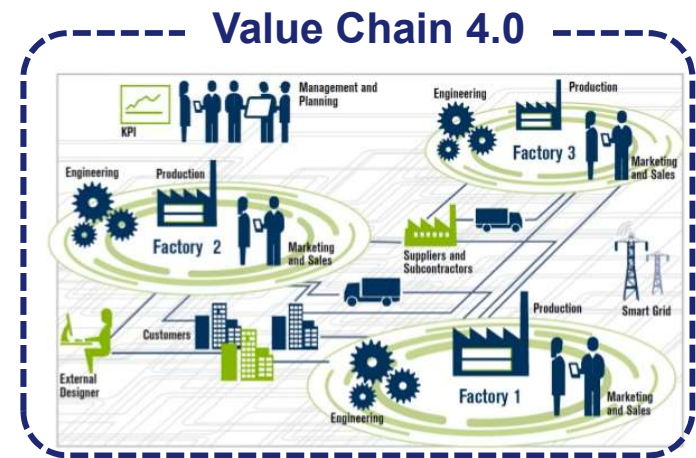 Value Chain 4.0
Management and
Planning
KPI
Engineering
Production
Factory 3
Marketing
and Sales
Engineering
Production
Factory 2
Marketing
and Sales
Suppliers and
Subcontractors
Smart Grid
Customers
External
Designer
Production
Factory 1
Engineering
Marketing
and Sales